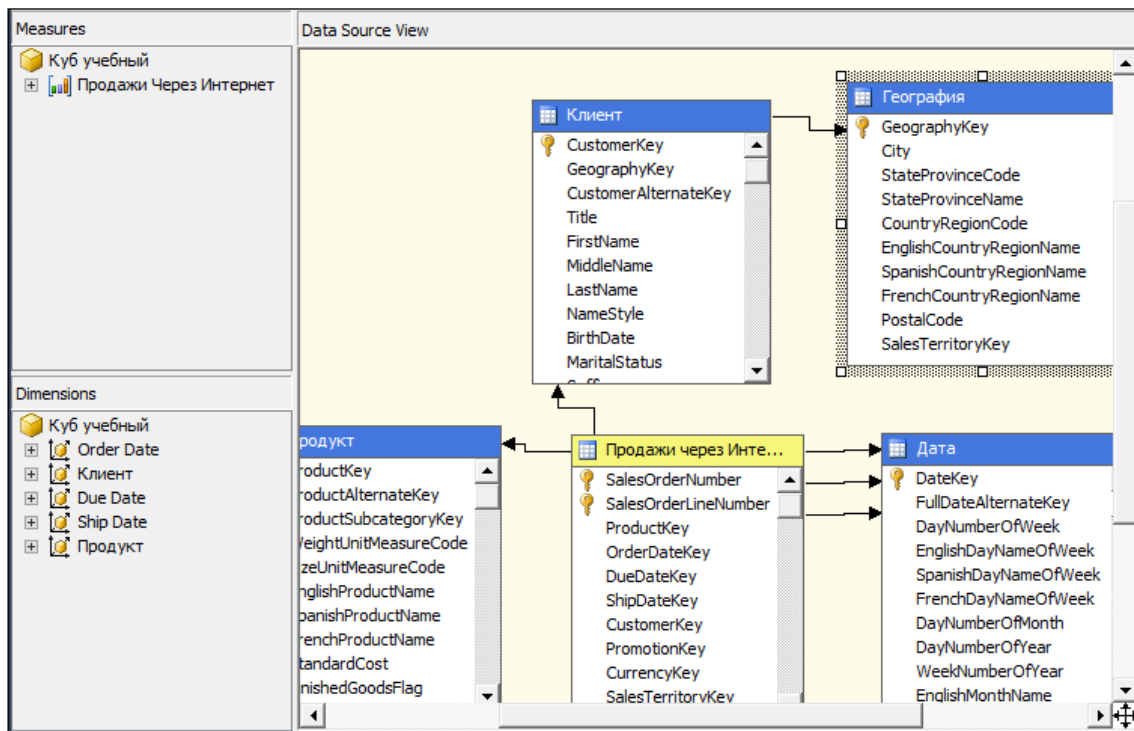 Measures
Куб учебный
Продажи Через Интернет
Dimensions
Куб учебный
Order Date
Клиент
Due Date
Ship Date
Продукт
Data Source View
Клиент
CustomerKey
GeographyKey
CustomerAlternateKey
Title
FirstName
MiddleName
LastName
NameStyle
BirthDate
MaritalStatus
География
GeographyKey
City
StateProvinceCode
StateProvinceName
CountryRegionCode
EnglishCountryRegionName
SpanishCountryRegionName
FrenchCountryRegionName
PostalCode
SalesTerritoryKey
родукт
roductKey
roductAlternateKey
roductSubcategoryKey
WeightUnitMeasureCode
izeUnitMeasureCode
nglishProductName
panishProductName
renchProductName
tandardCost
nishedGoodsFlag
Продажи через Инте...
SalesOrderNumber
SalesOrderLineNumber
ProductKey
OrderDateKey
DueDateKey
ShipDateKey
CustomerKey
PromotionKey
CurrencyKey
SalesTerritoryKey
Дата
DateKey
FullDateAlternateKey
DayNumberOfWeek
EnglishDayNameOfWeek
SpanishDayNameOfWeek
FrenchDayNameOfWeek
DayNumberOfMonth
DayNumberOfYear
WeekNumberOfYear
EnglishMonthName